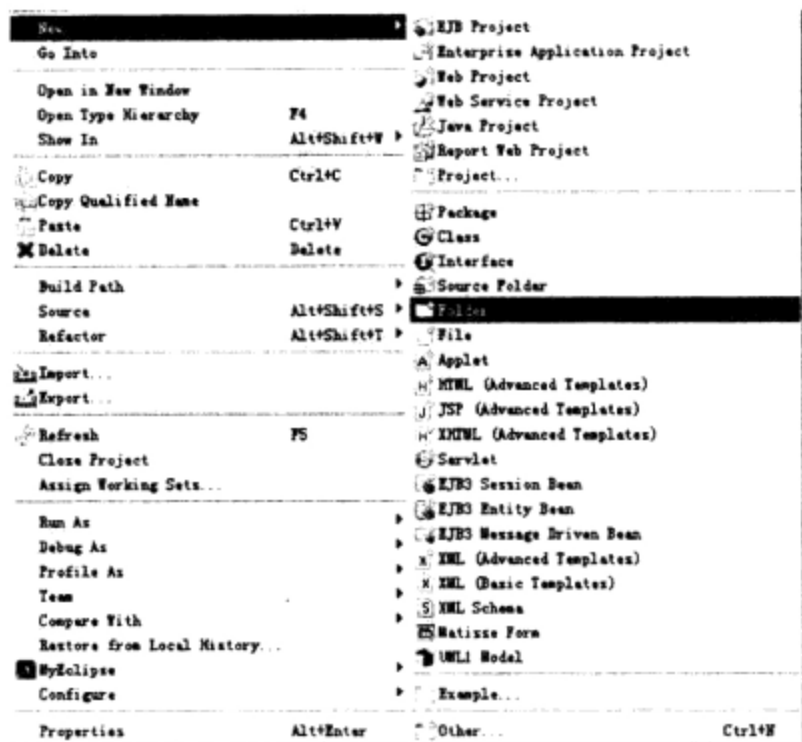 New
Go Into
Open in New Window
Open Type Hierarchy F4
Show In Alt+Shift+W
Copy Ctrl+C
Copy Qualified Name
Paste Ctrl+V
Delete Delete
Build Path
Source Alt+Shift+S
Refactor Alt+Shift+T
Import...
Export...
Refresh F5
Close Project
Assign Working Sets...
Run As
Debug As
Profile As
Team
Compare With
Restore from Local History...
MyEclipse
Configure
Properties Alt+Enter
EJB Project
Enterprise Application Project
Web Project
Web Service Project
Java Project
Report Web Project
Project...
Package
Class
Interface
Source Folder
Folder
File
Applet
HTML (Advanced Templates)
JSP (Advanced Templates)
XHTML (Advanced Templates)
Servlet
EJB3 Session Bean
EJB3 Entity Bean
EJB3 Message Driven Bean
XML (Advanced Templates)
XML (Basic Templates)
XML Schema
Matisse Form
UML1 Model
Example...
Other... Ctrl+N